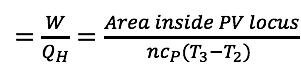 = W/Q_H = Area inside PV locus/nc_P(T_3−T_2)